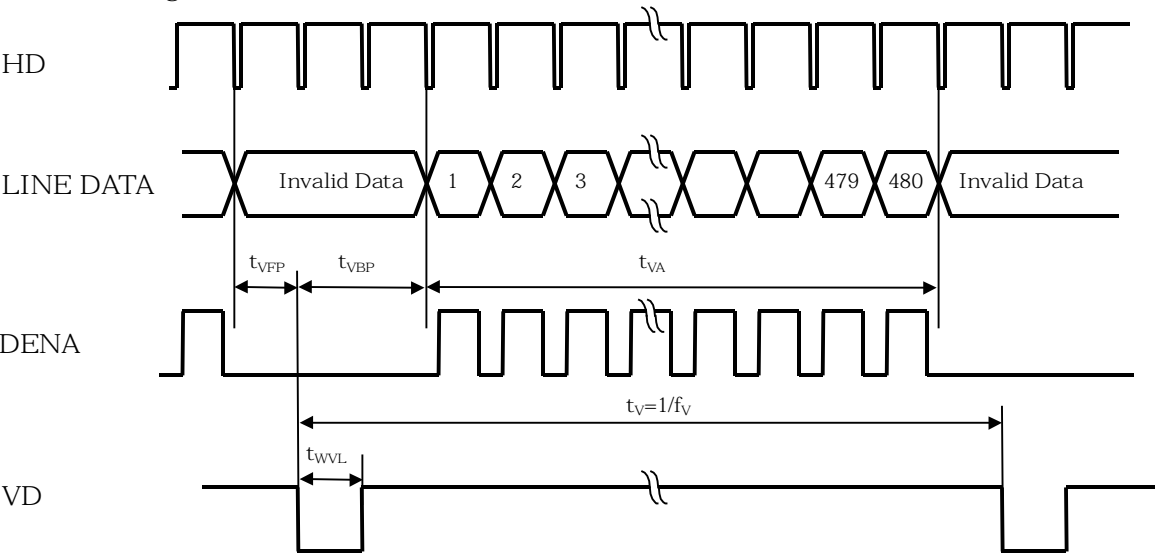 HD
LINE DATA
Invalid Data 1 2 3 479 480 Invalid Data
tVFP tVBP tVA
DENA
tV=1/fV
tWVL
VD